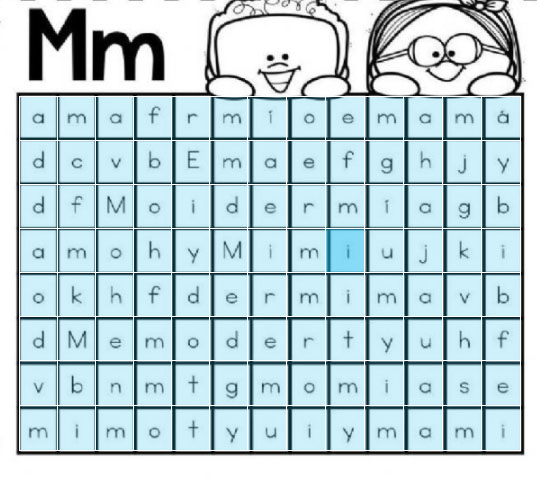 Mm
a m a f r m í o e m a m á
d c v b E m a e f g h j y
d f M o i d e r m í a g b
a m o h y M i m i u j k i
o k h f d e r m i m a v b
d M e m o d e r t y u h f
v b n m t g m o m i a s e
m i m o t y u i y m a m i